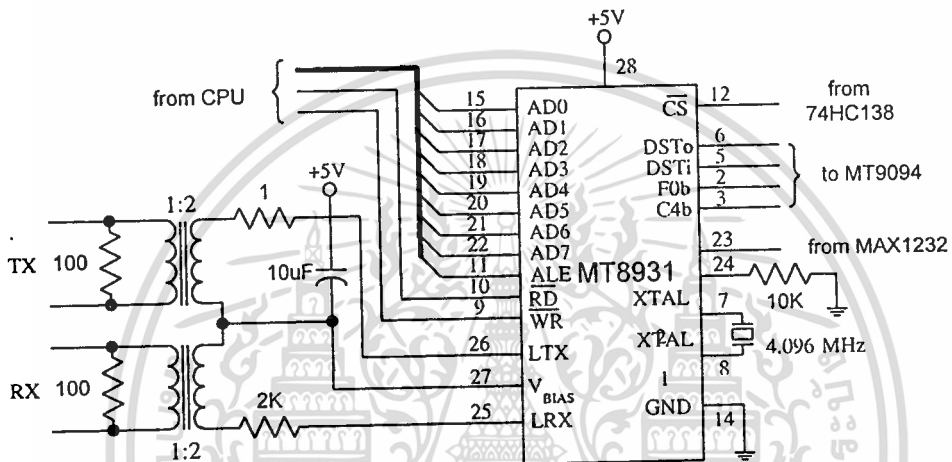 +5V
28
from CPU
15 AD0
16 AD1
17 AD2
18 AD3
19 AD4
20 AD5
21 AD6
22 AD7
11 ALE
10 RD
9 WR
26 LTX
27 VBIAS
25 LRX
MT8931
CS 12
from
74HC138
DSTo 6
DSTi 5
F0b 2
C4b 3
to MT9094
23
from MAX1232
24
10K
XTAL 7
XTAL 8
4.096 MHz
1
2
GND 14
+5V
10uF
1:2
1
TX 100
RX 100
2K
1:2